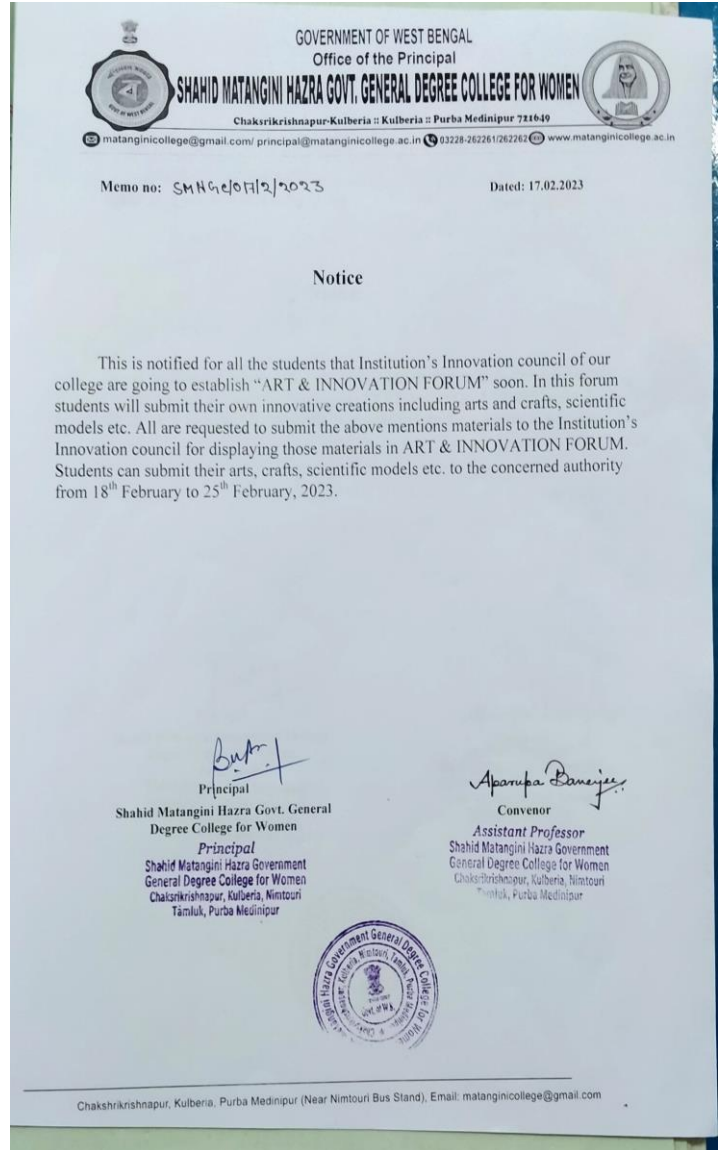 GOVERNMENT OF WEST BENGAL
Office of the Principal
SHAHID MATANGINI HAZRA GOVT. GENERAL DEGREE COLLEGE FOR WOMEN
Chaksrikrishnapur-Kulberia :: Kulberia :: Purba Medinipur 721649
matanginicollege@gmail.com/ principal@matanginicollege.ac.in 03228-262261/262262 www.matanginicollege.ac.in
Memo no: Dated: 17.02.2023
Notice
This is notified for all the students that Institution's Innovation council of our
college are going to establish "ART & INNOVATION FORUM" soon. In this forum
students will submit their own innovative creations including arts and crafts, scientific
models etc. All are requested to submit the above mentions materials to the Institution's
Innovation council for displaying those materials in ART & INNOVATION FORUM.
Students can submit their arts, crafts, scientific models etc. to the concerned authority
from 18th February to 25th February, 2023.
Principal
Shahid Matangini Hazra Govt. General
Degree College for Women
Principal
Shahid Matangini Hazra Government
General Degree College for Women
Chaksrikrishnapur, Kulberia, Nimtouri
Tamluk, Purba Medinipur
Aparupa Banerjee
Convenor
Assistant Professor
Shahid Matangini Hazra Government
General Degree College for Women
Chaksrikrishnapur, Kulberia, Nimtouri
Tamluk, Purba Medinipur
Matangini Hazra Government General Degree College for Women
Chakshrikrishnapur, Kulberia, Purba Medinipur (Near Nimtouri Bus Stand), Email: matanginicollege@gmail.com